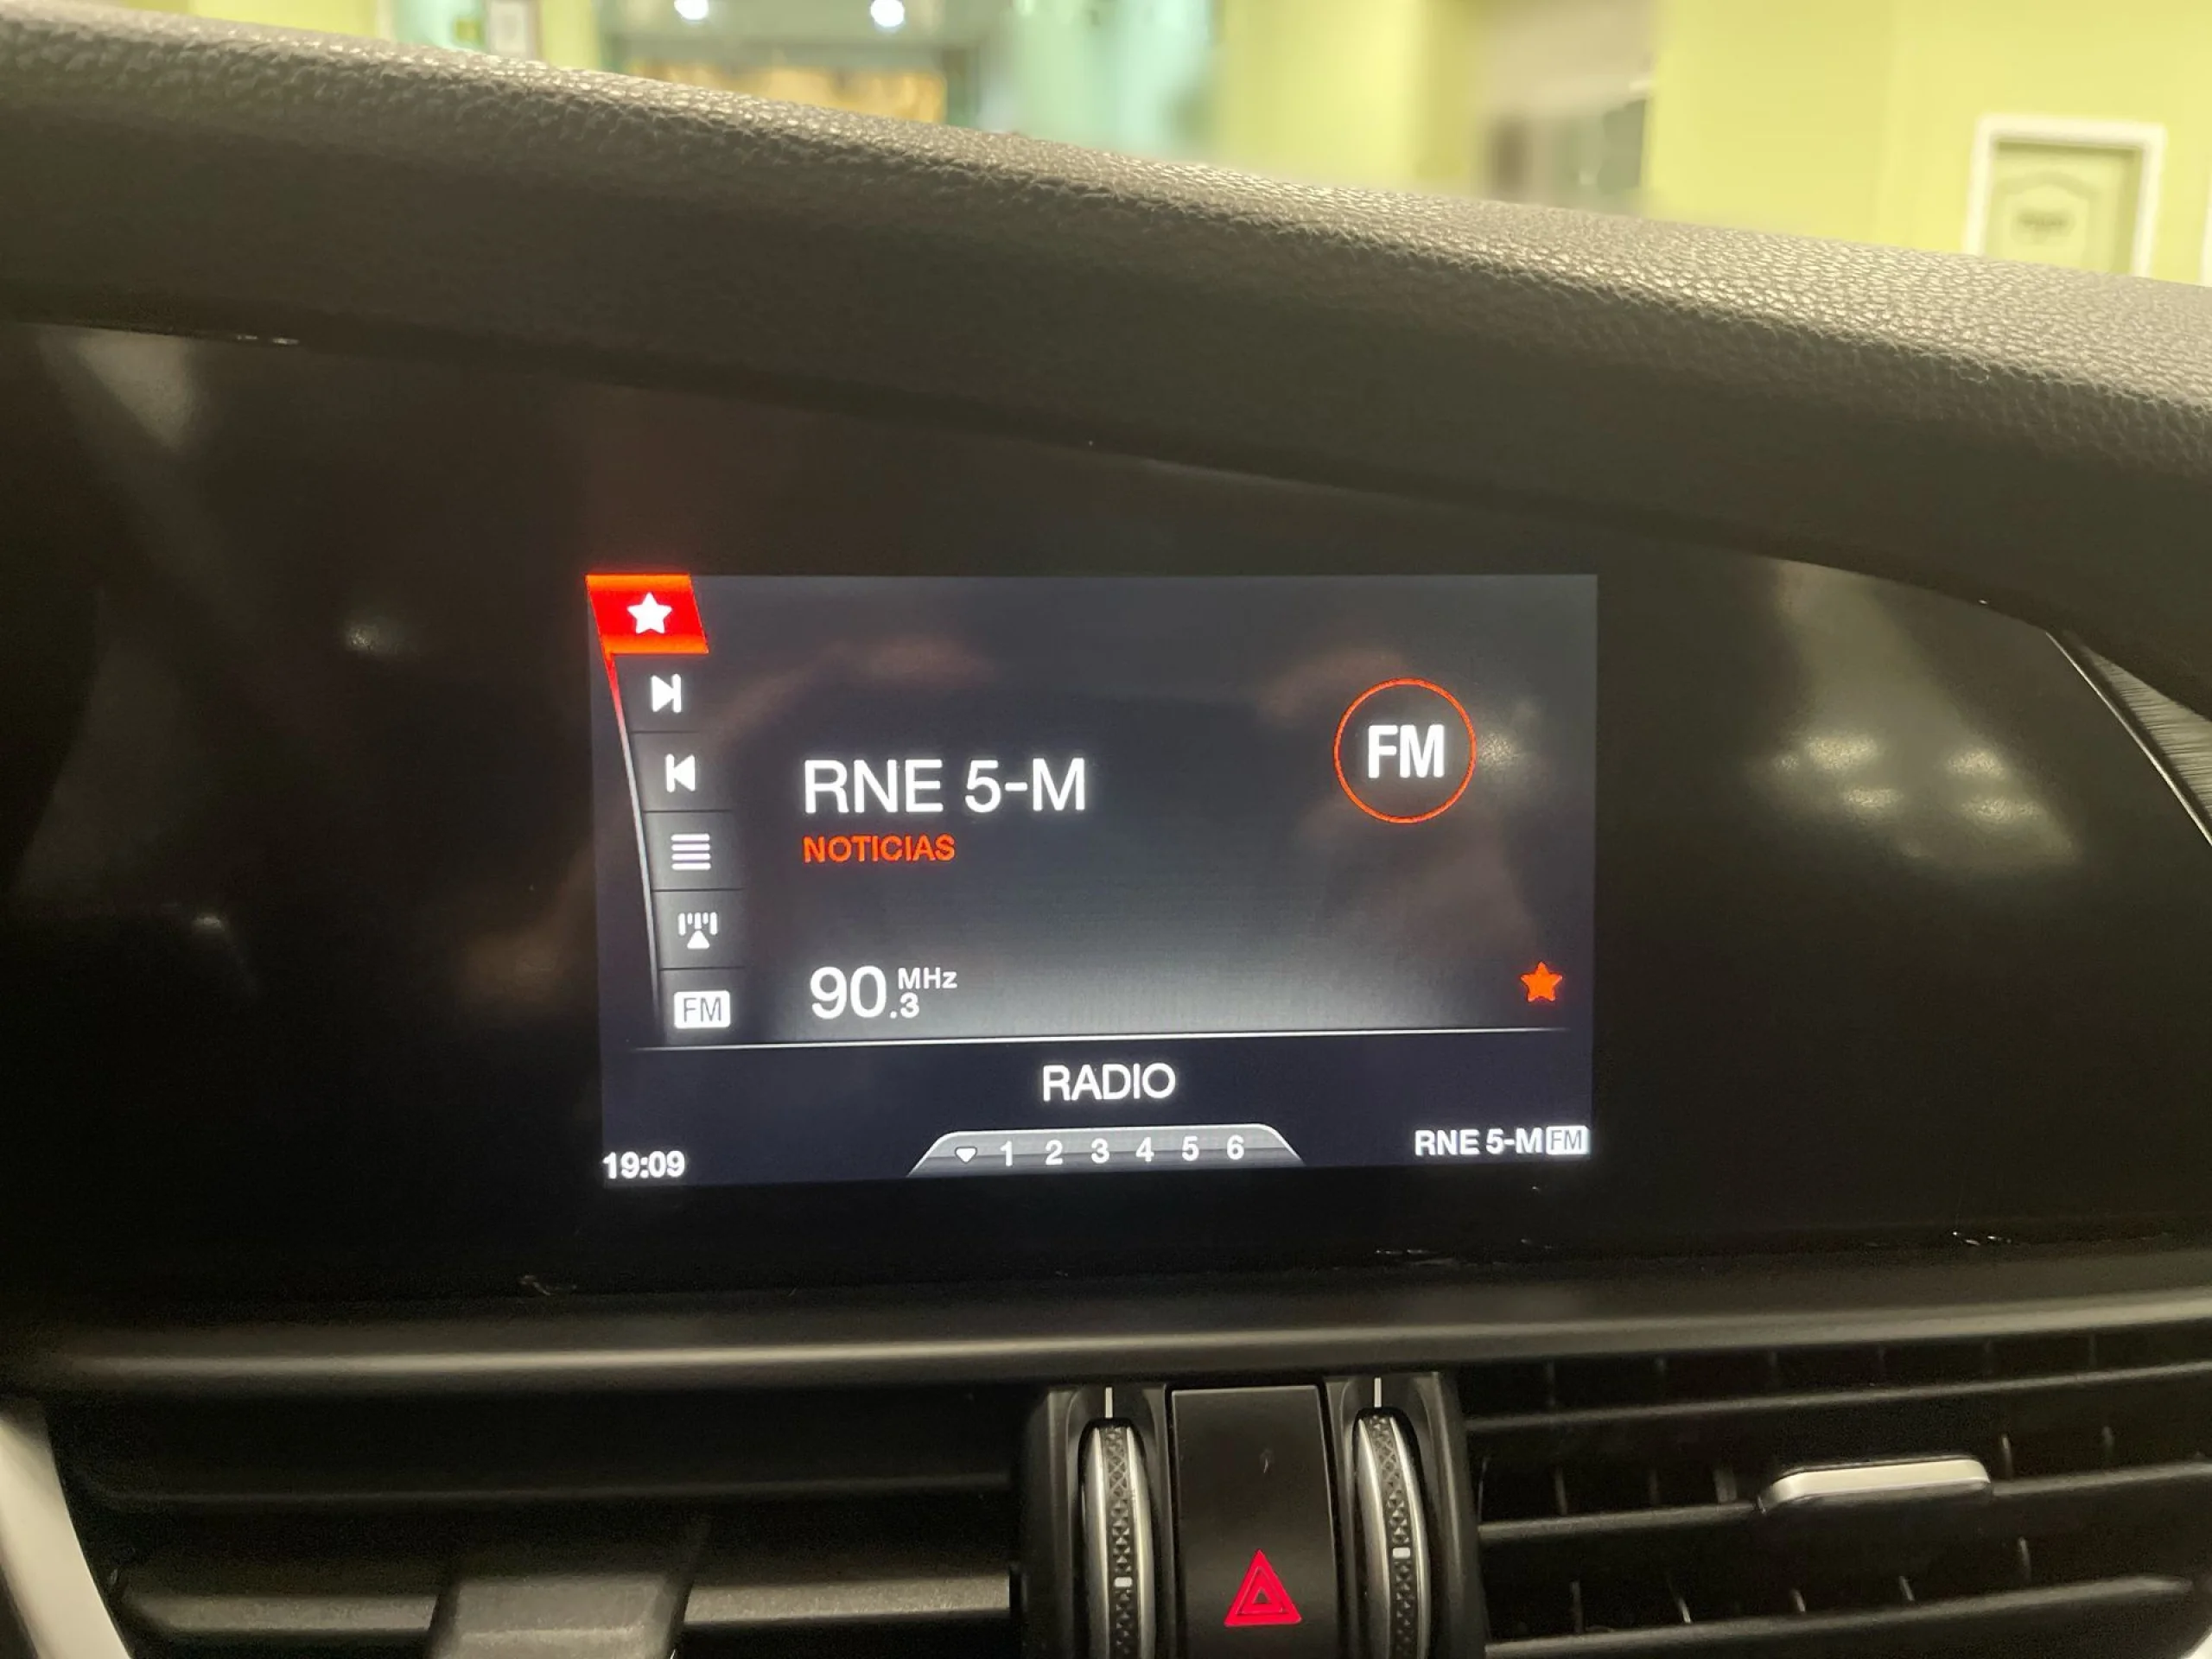 FM
RNE 5-M
NOTICIAS
90.3 MHz
FM
RADIO
1 2 3 4 5 6
19:09
RNE 5-M FM